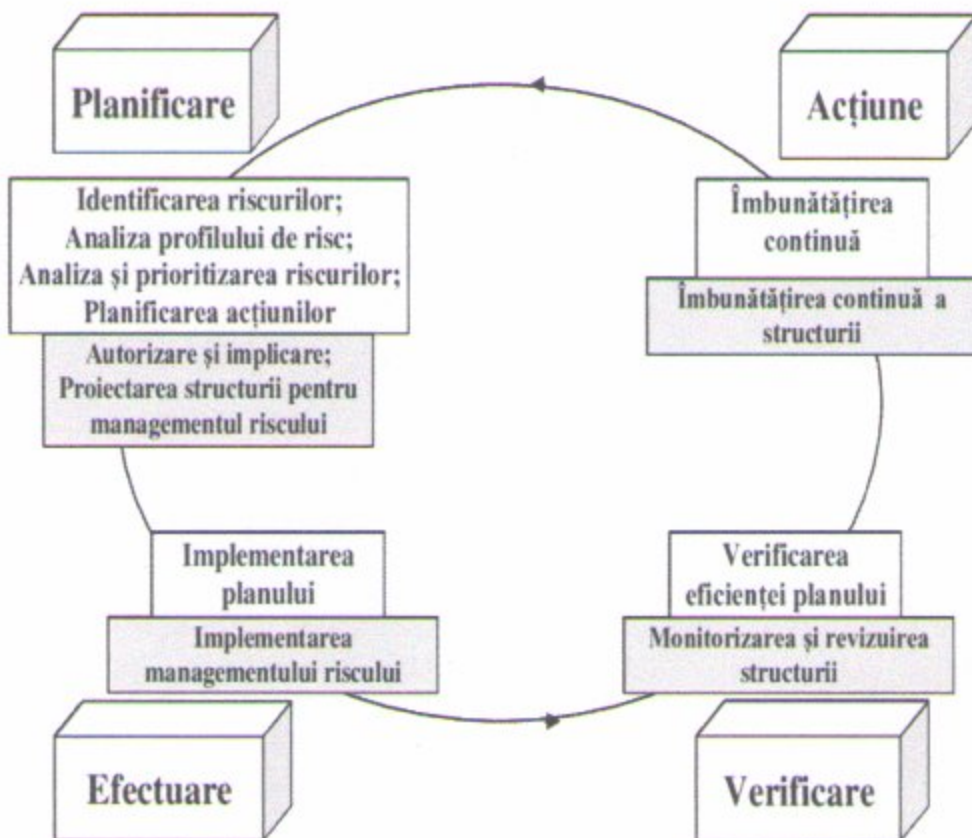 Planificare
Acțiune
Identificarea riscurilor;
Analiza profilului de risc;
Analiza și prioritizarea riscurilor;
Planificarea acțiunilor
Autorizare și implicare;
Proiectarea structurii pentru
managementul riscului
Îmbunătățirea
continuă
Îmbunătățirea continuă a
structurii
Implementarea
planului
Implementarea
managementului riscului
Verificarea
eficienței planului
Monitorizarea și revizuirea
structurii
Efectuare
Verificare